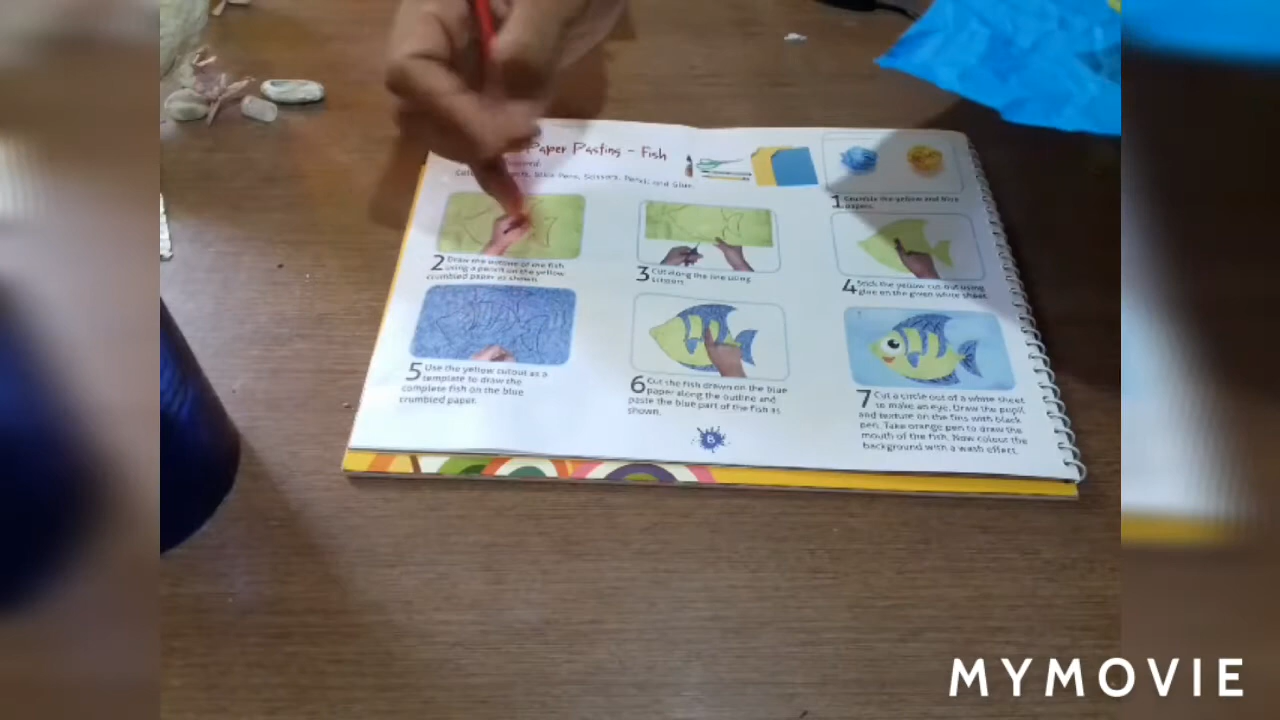 Paper Pasting - Fish
Pens, Scissors, Pencil and Glue.
1 Crumble the yellow and blue
papers.
2 Draw the outline of the fish
using a pencil on the yellow
crumbled paper as shown.
3 Cut along the line using
scissors.
4 Stick the yellow cut out using
glue on the green white sheet.
5 Use the yellow cutout as a
template to draw the
complete fish on the blue
crumbled paper.
6 Cut the fish drawn on the blue
paper along the outline and
paste the blue part of the fish as
shown.
7 Cut a circle out of a white sheet
to make an eye. Draw the pupil
and texture on the fins with black
pen. Take orange pen to draw the
mouth of the fish. Now colour the
background with a wash effect.
MYMOVIE